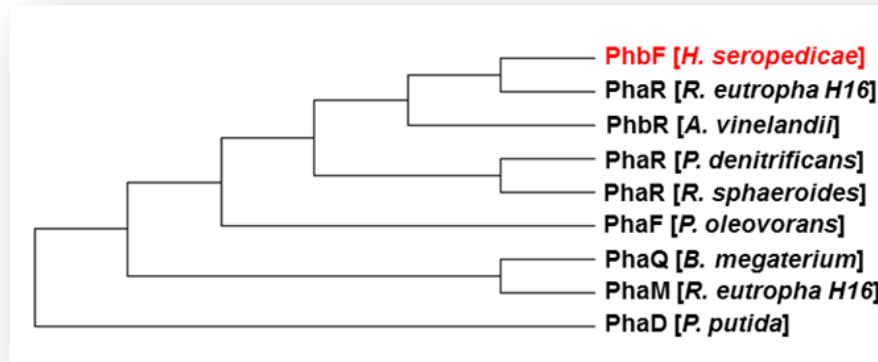 PhbF [H. seropedicae]
PhaR [R. eutropha H16]
PhbR [A. vinelandii]
PhaR [P. denitrificans]
PhaR [R. sphaeroides]
PhaF [P. oleovorans]
PhaQ [B. megaterium]
PhaM [R. eutropha H16]
PhaD [P. putida]